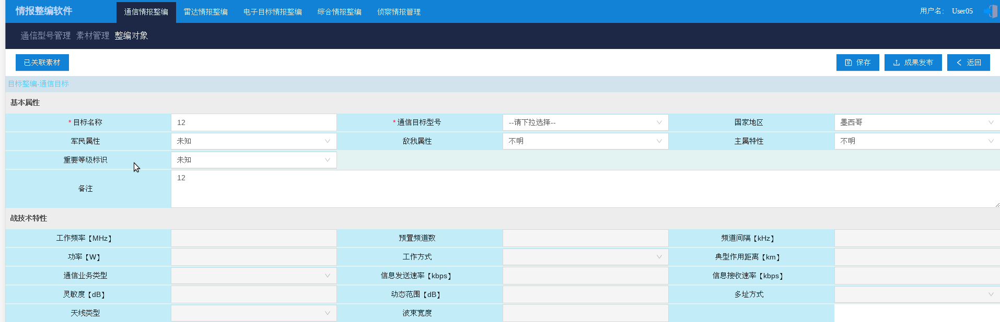 情报整编软件 通信情报整编 雷达情报整编 电子目标情报整编 综合情报整编 侦察情报管理 用户名： User05
通信型号管理 素材管理 整编对象
已关联素材 保存 成果发布 返回
目标整编-通信目标
基本属性
* 目标名称 12 * 通信目标型号 --请下拉选择-- 国家地区 墨西哥
军民属性 未知 敌我属性 不明 主属特性 不明
重要等级标识 未知
备注 12
战技术特性
工作频率【MHz】 预置频道数 频道间隔【kHz】
功率【W】 工作方式 典型作用距离【km】
通信业务类型 信息发送速率【kbps】 信息接收速率【kbps】
灵敏度【dB】 动态范围【dB】 多址方式
天线类型 波束宽度